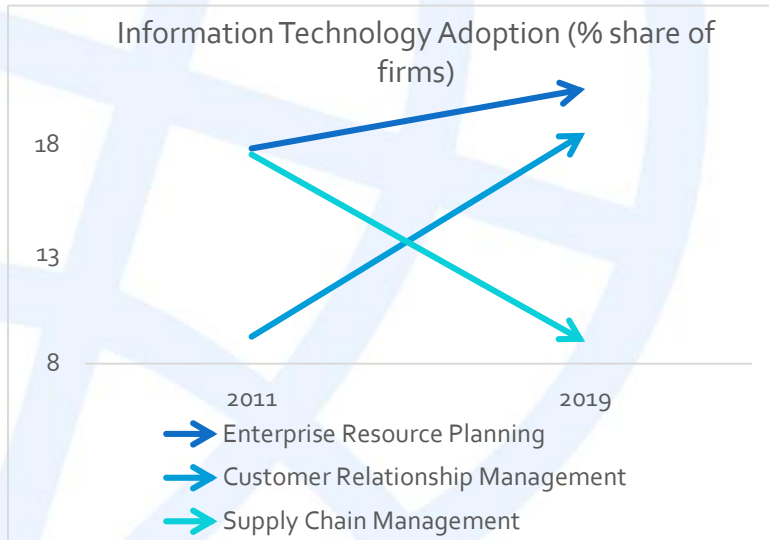 Information Technology Adoption (% share of
firms)
18
13
8
2011 2019
Enterprise Resource Planning
Customer Relationship Management
Supply Chain Management